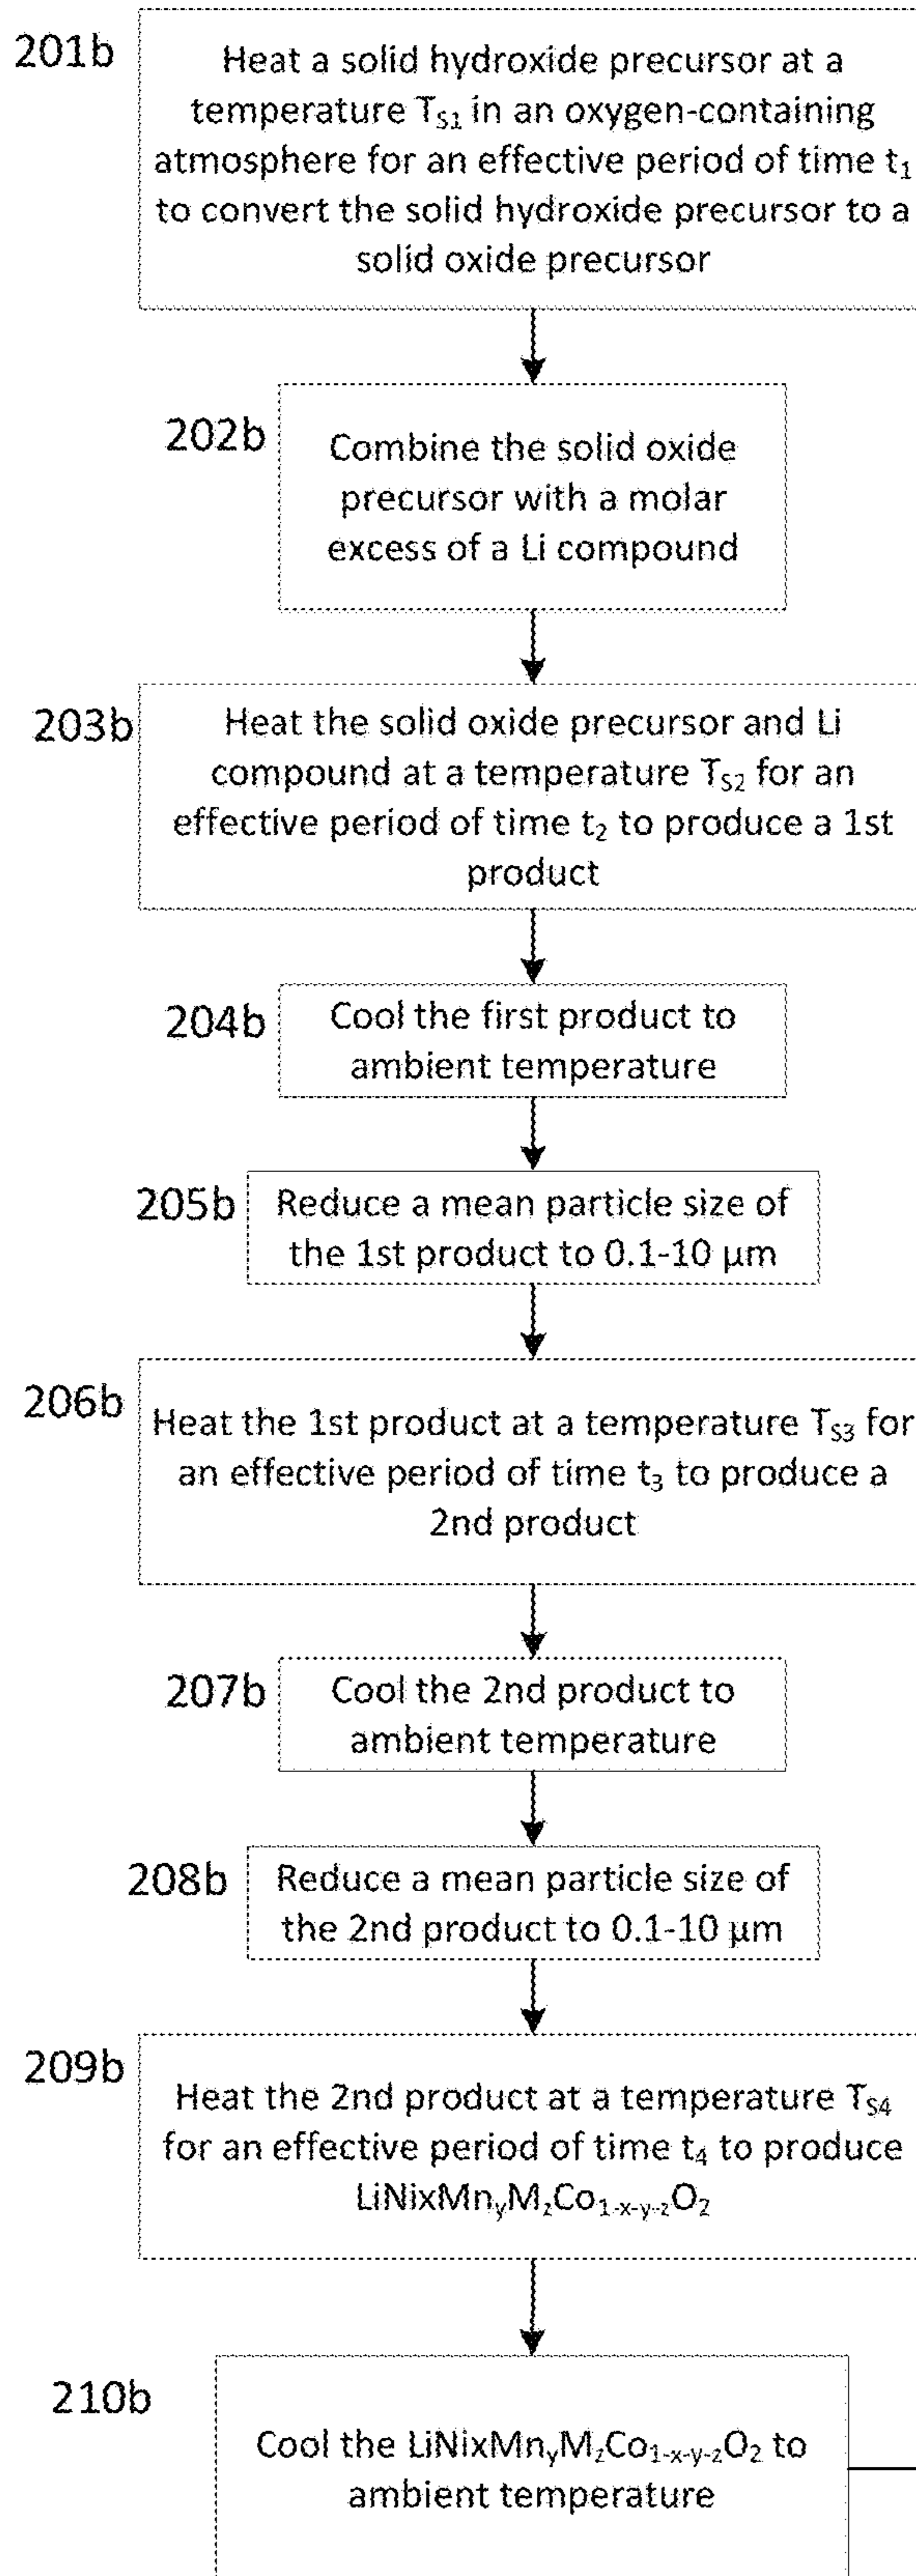 201b
Heat a solid hydroxide precursor at a
temperature T_S1 in an oxygen-containing
atmosphere for an effective period of time t₁
to convert the solid hydroxide precursor to a
solid oxide precursor
202b
Combine the solid oxide
precursor with a molar
excess of a Li compound
203b
Heat the solid oxide precursor and Li
compound at a temperature T_S2 for an
effective period of time t₂ to produce a 1st
product
204b
Cool the first product to
ambient temperature
205b
Reduce a mean particle size of
the 1st product to 0.1-10 μm
206b
Heat the 1st product at a temperature T_S3 for
an effective period of time t₃ to produce a
2nd product
207b
Cool the 2nd product to
ambient temperature
208b
Reduce a mean particle size of
the 2nd product to 0.1-10 μm
209b
Heat the 2nd product at a temperature T_S4
for an effective period of time t₄ to produce
LiNixMn_yM_zCo_1-x-y-zO₂
210b
Cool the LiNixMn_yM_zCo_1-x-y-zO₂ to
ambient temperature